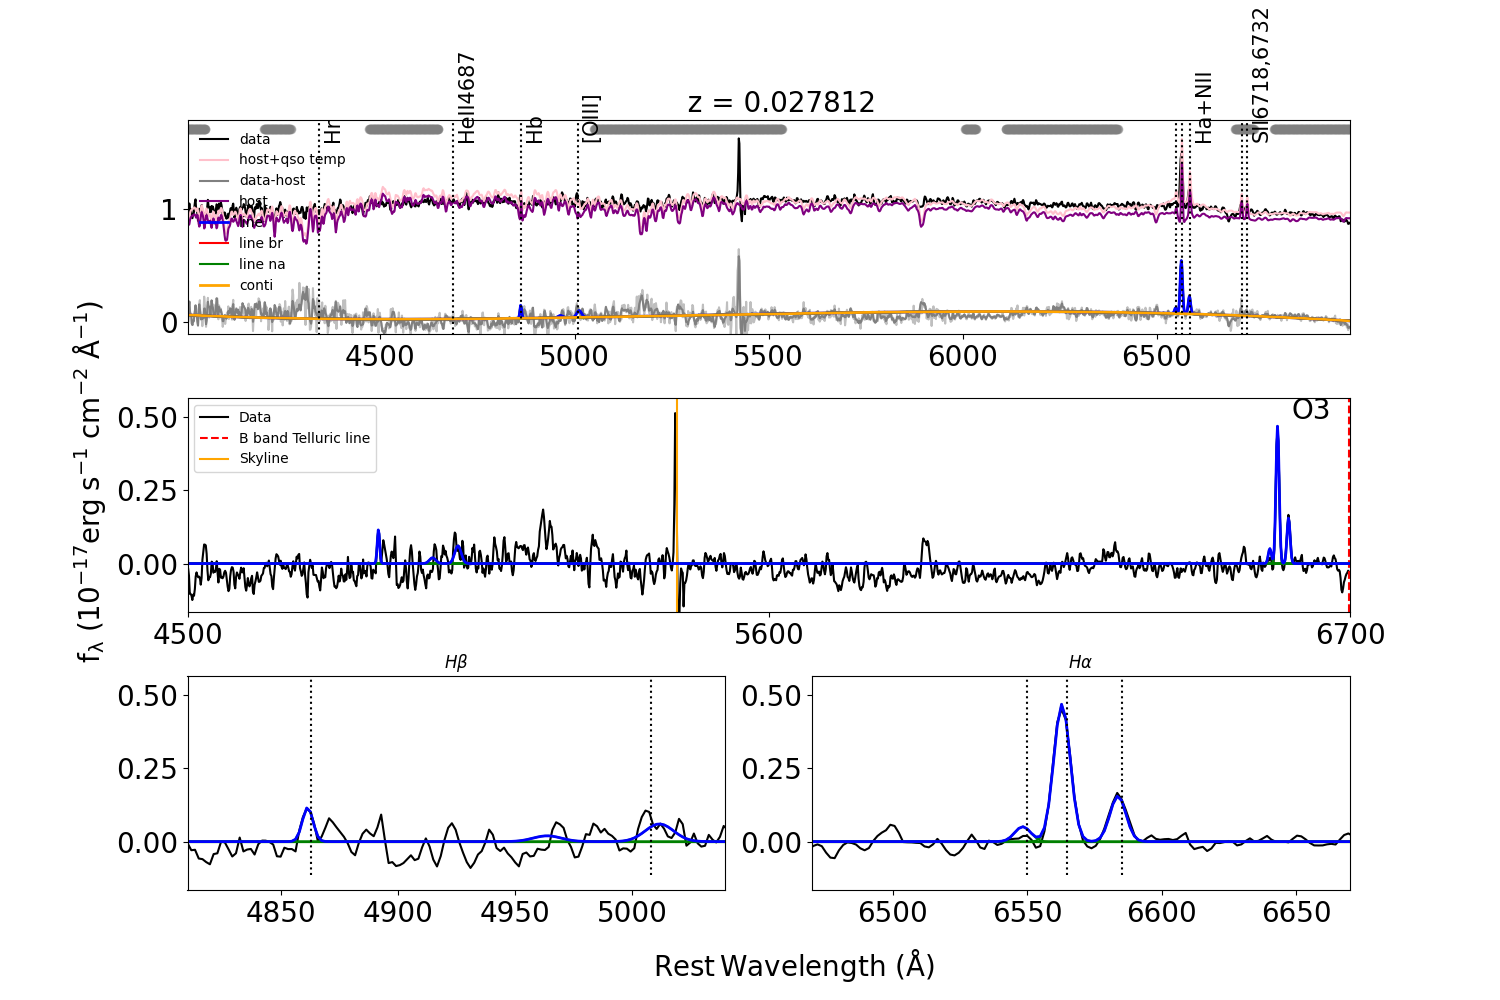 z = 0.027812
Hr
HeII4687
Hb
[OIII]
Ha+NII
SII6718,6732
data
host+qso temp
data-host
host
line
line br
line na
conti
1
0
4500 5000 5500 6000 6500
fλ (10⁻¹⁷erg s⁻¹ cm⁻² Å⁻¹)
Data
B band Telluric line
Skyline
O3
0.50
0.25
0.00
4500 5600 6700
Hβ
0.50
0.25
0.00
4850 4900 4950 5000
Hα
0.50
0.25
0.00
6500 6550 6600 6650
Rest Wavelength (Å)